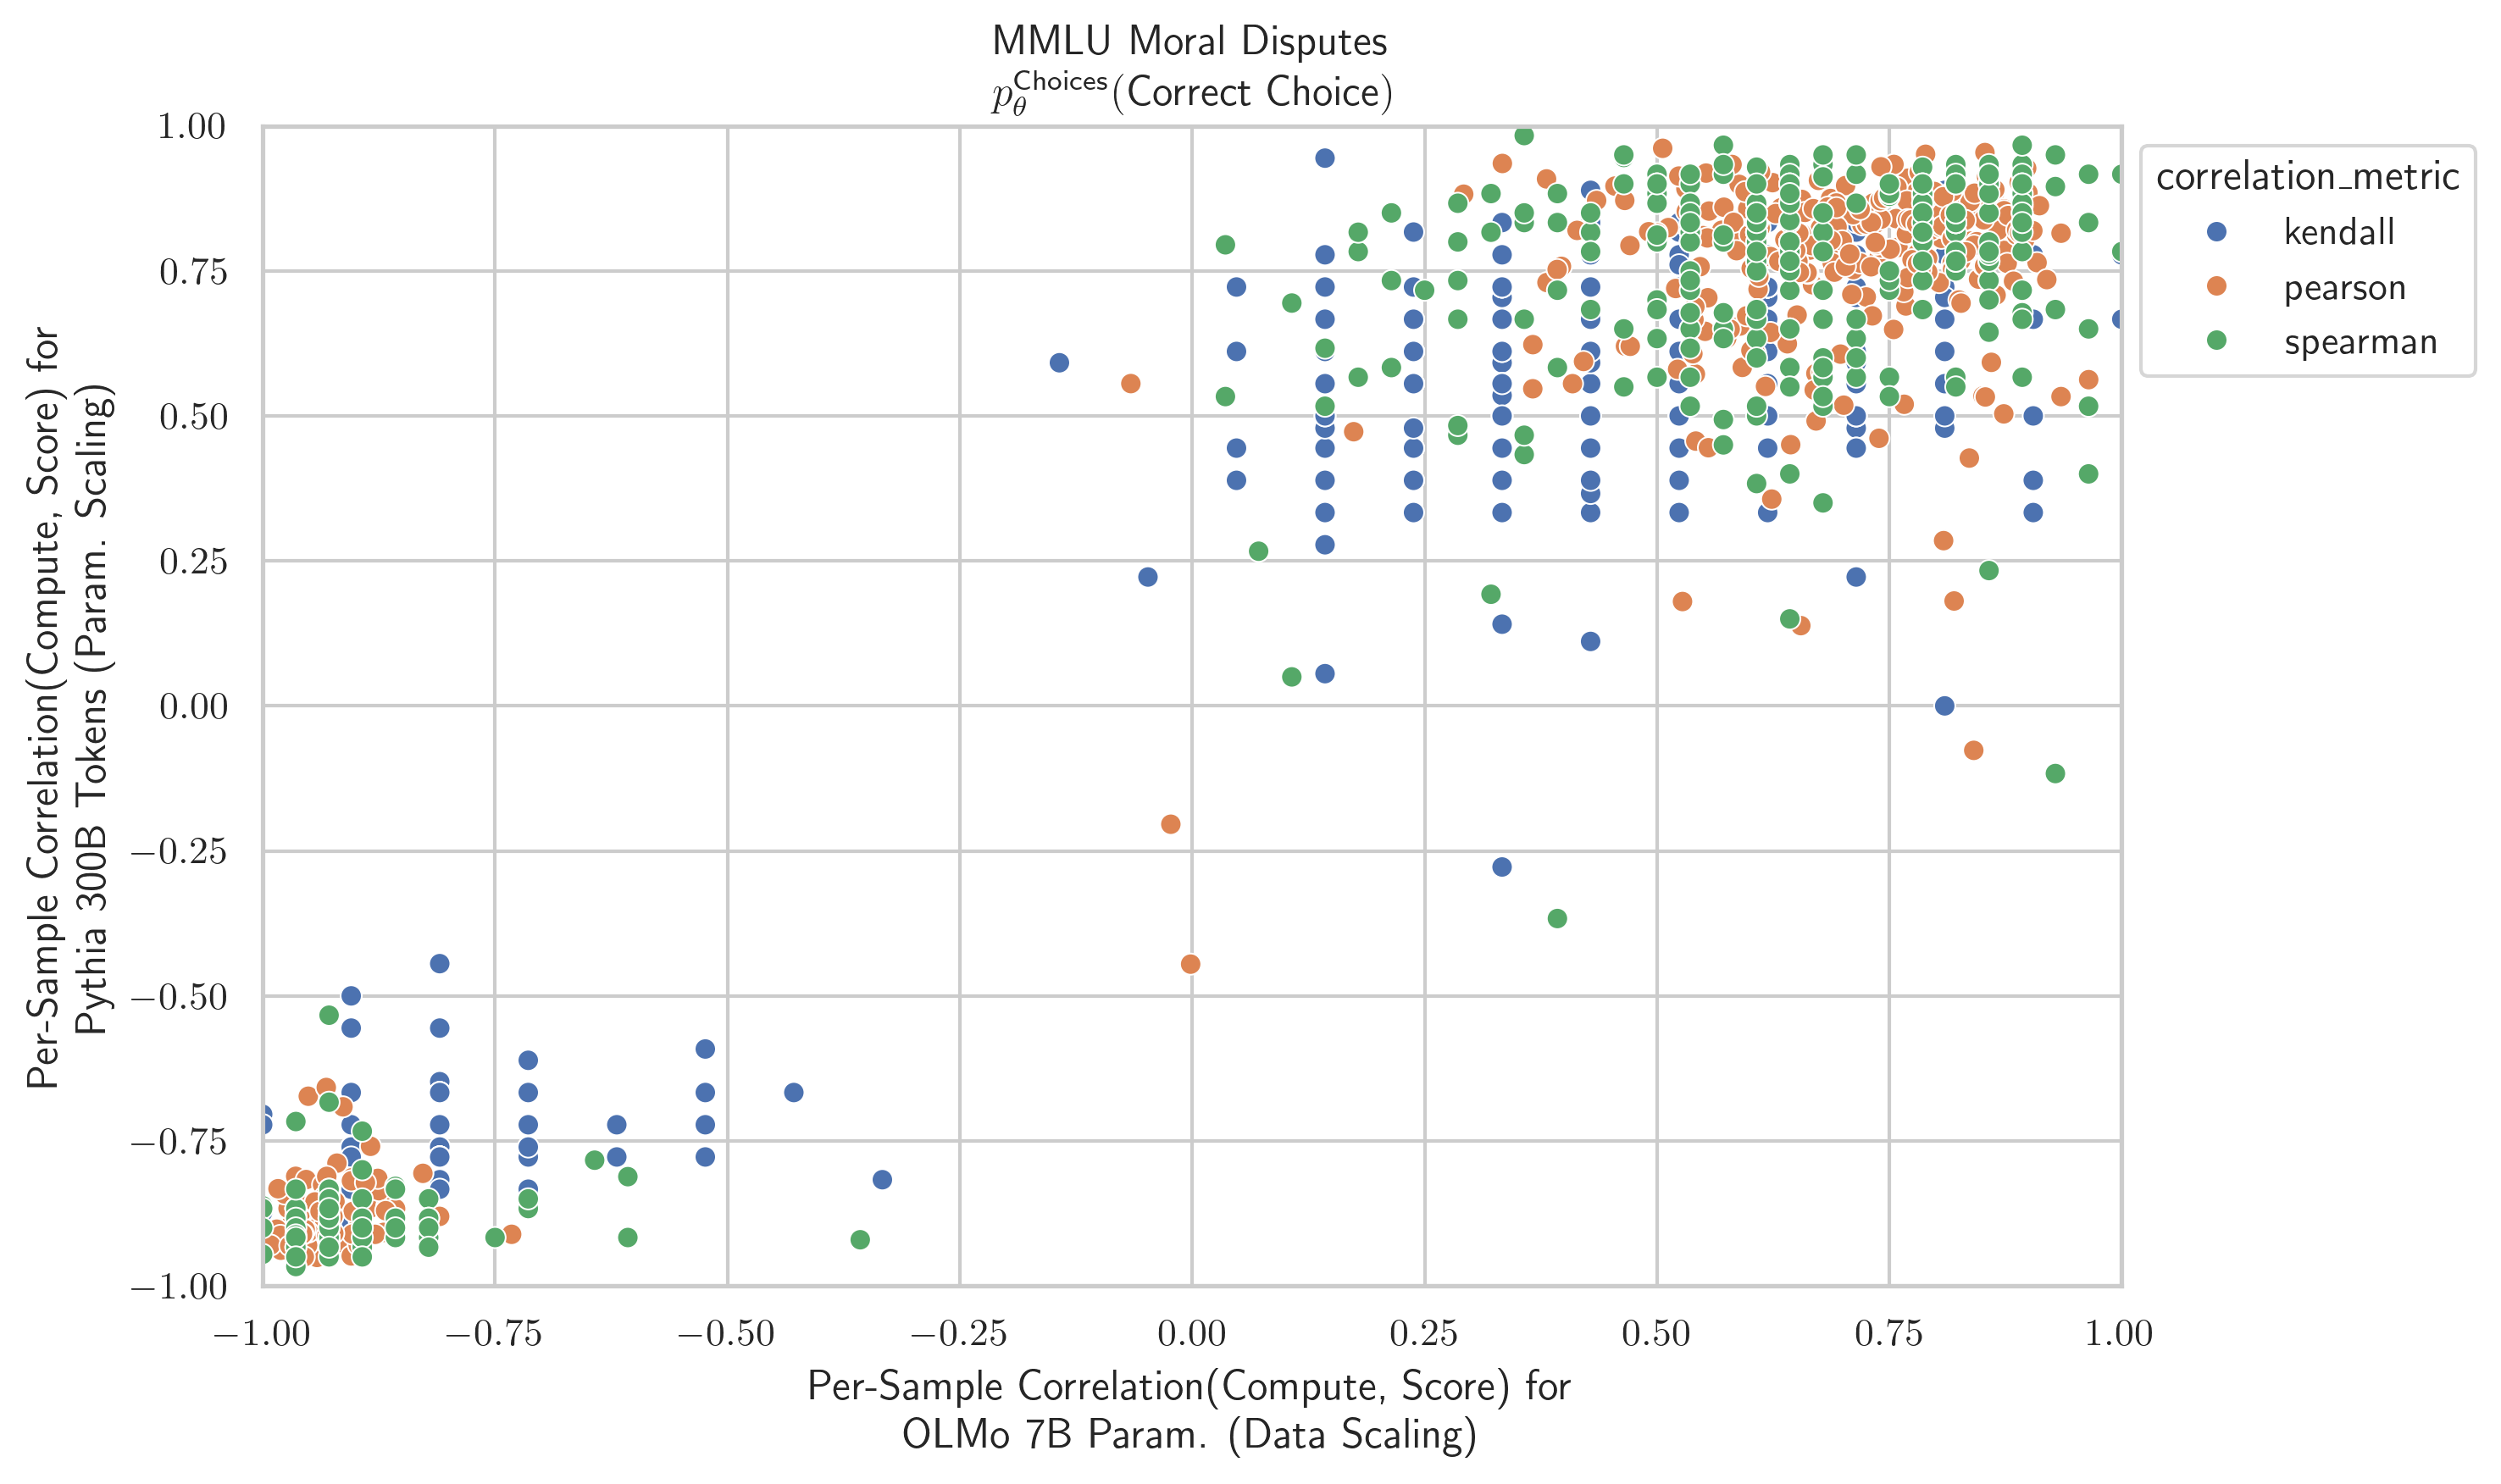 MMLU Moral Disputes
p_θ^Choices(Correct Choice)
1.00
0.75
0.50
0.25
0.00
−0.25
−0.50
−0.75
−1.00
Per-Sample Correlation(Compute, Score) for
Pythia 300B Tokens (Param. Scaling)
correlation_metric
kendall
pearson
spearman
−1.00 −0.75 −0.50 −0.25 0.00 0.25 0.50 0.75 1.00
Per-Sample Correlation(Compute, Score) for
OLMo 7B Param. (Data Scaling)